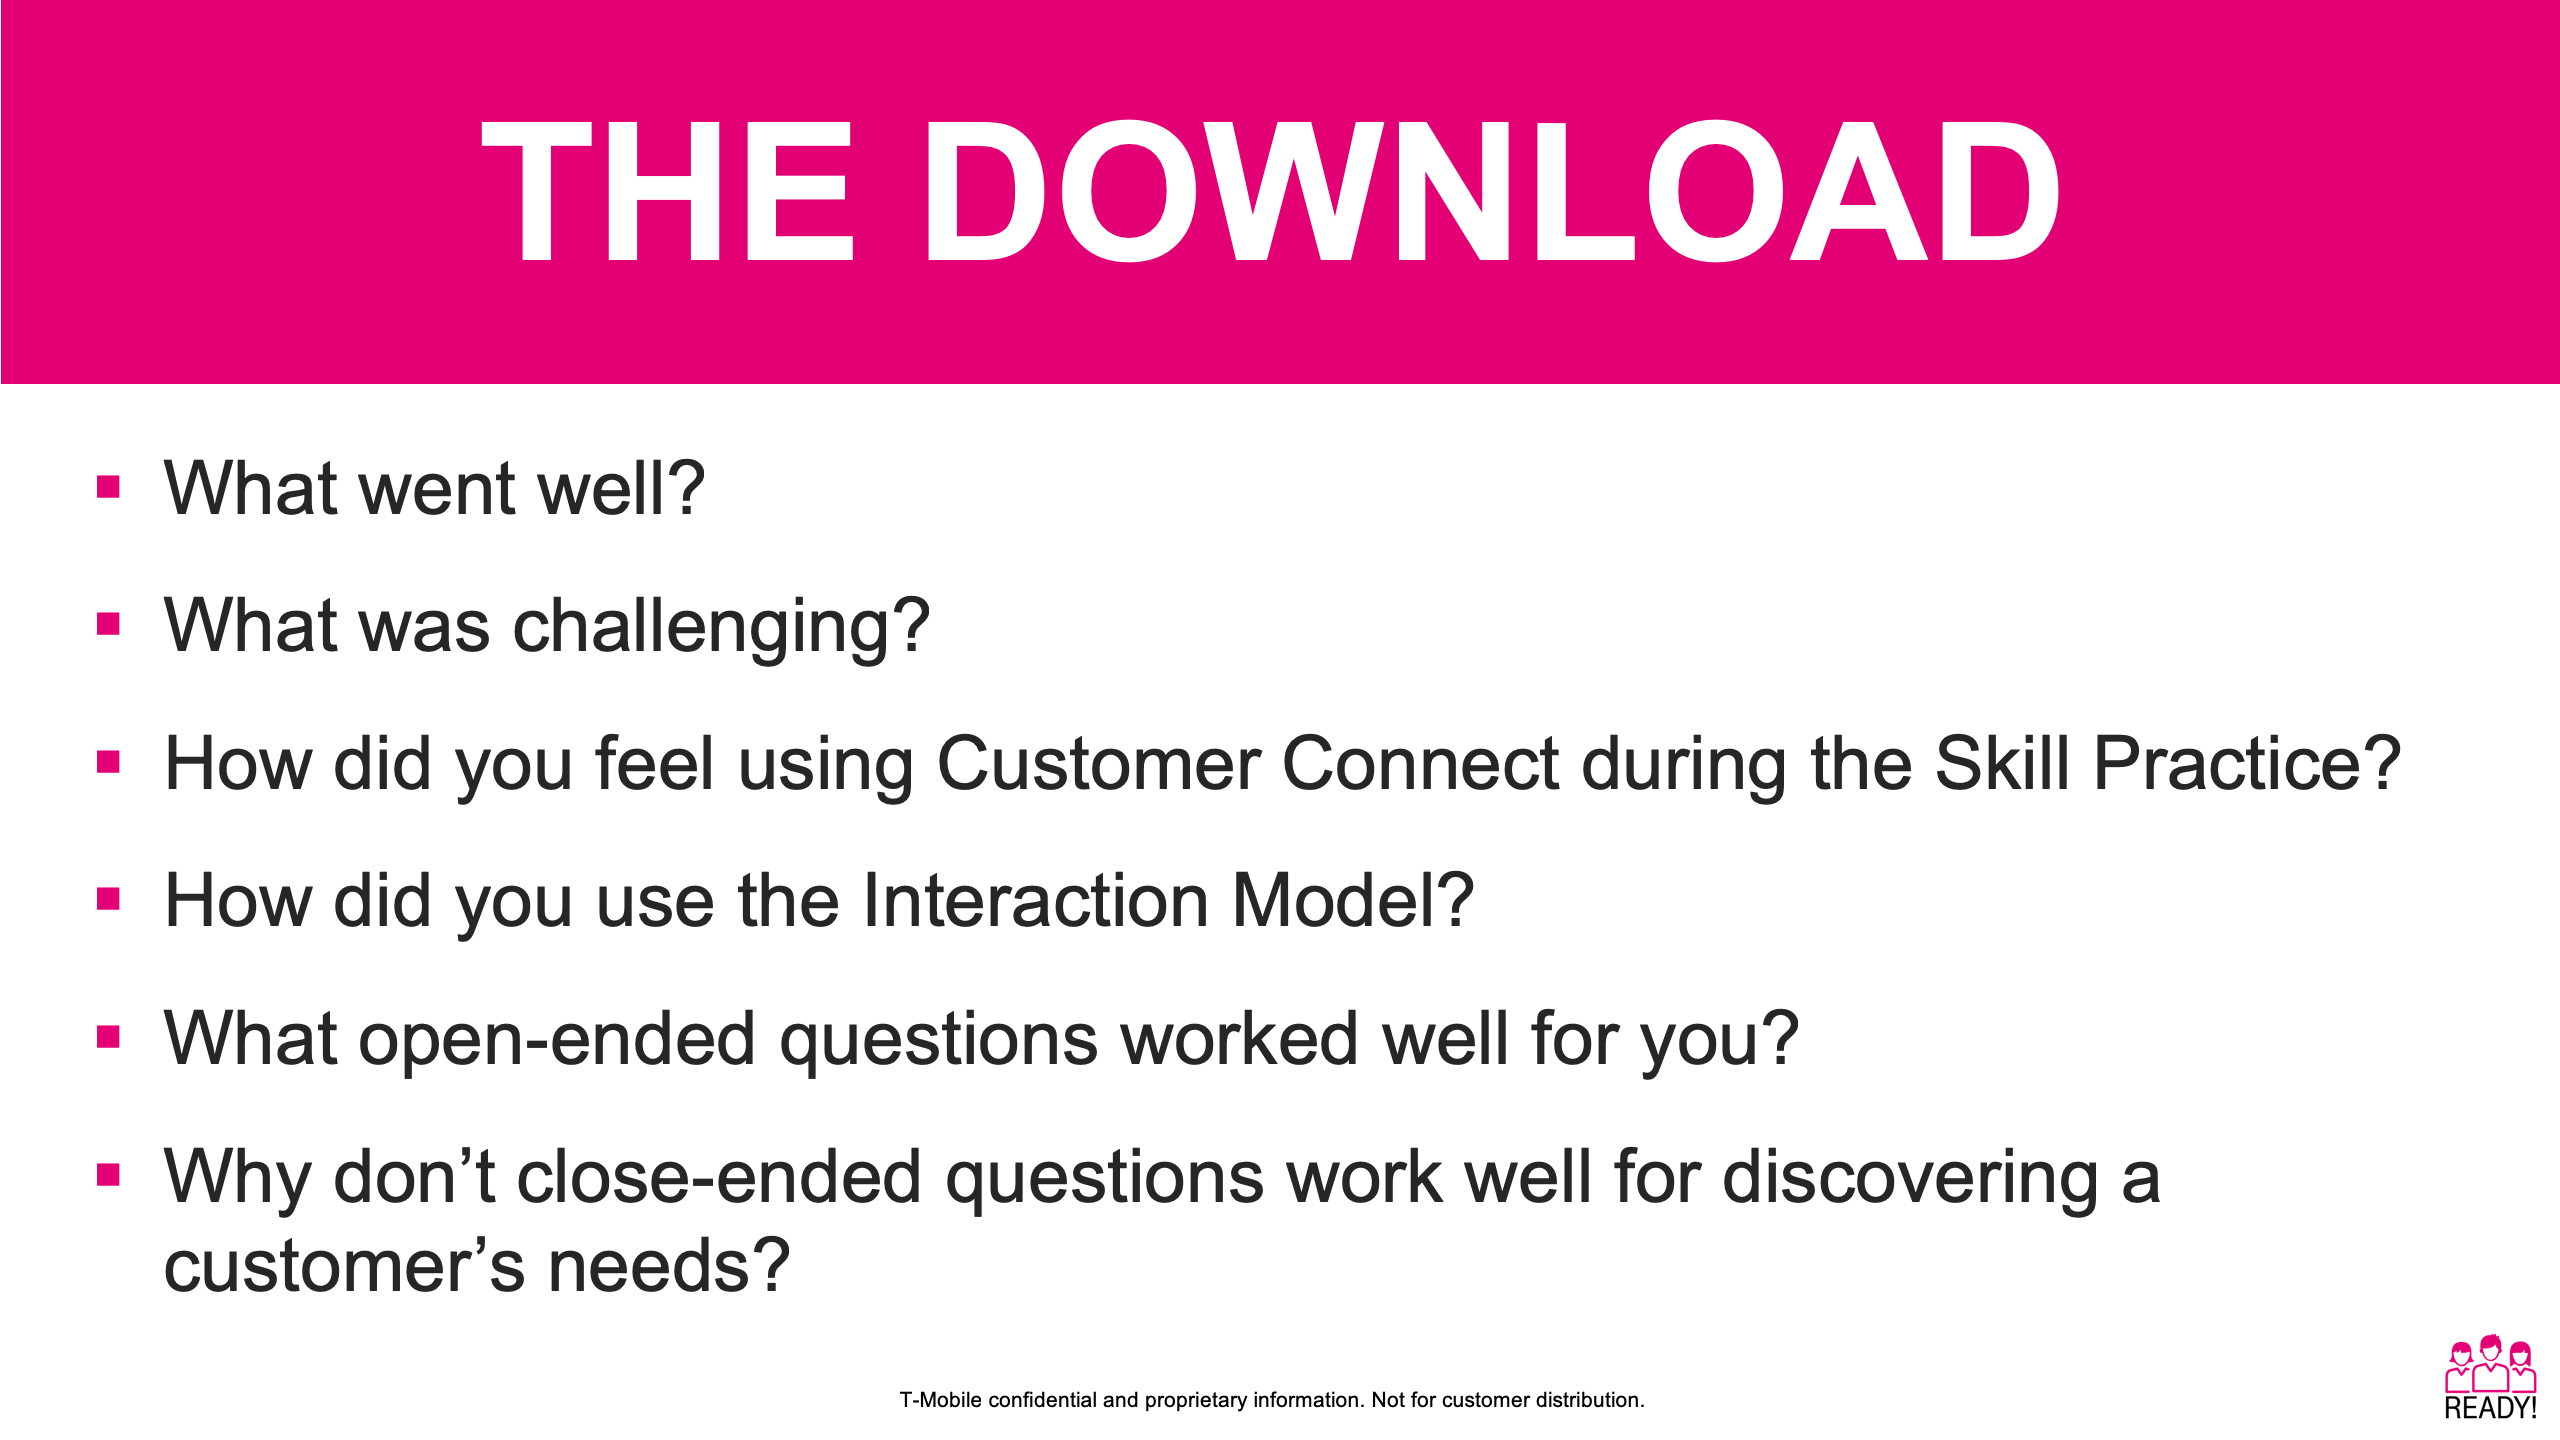 THE DOWNLOAD
What went well?
What was challenging?
How did you feel using Customer Connect during the Skill Practice?
How did you use the Interaction Model?
What open-ended questions worked well for you?
Why don’t close-ended questions work well for discovering a
customer’s needs?
T-Mobile confidential and proprietary information. Not for customer distribution.
READY!